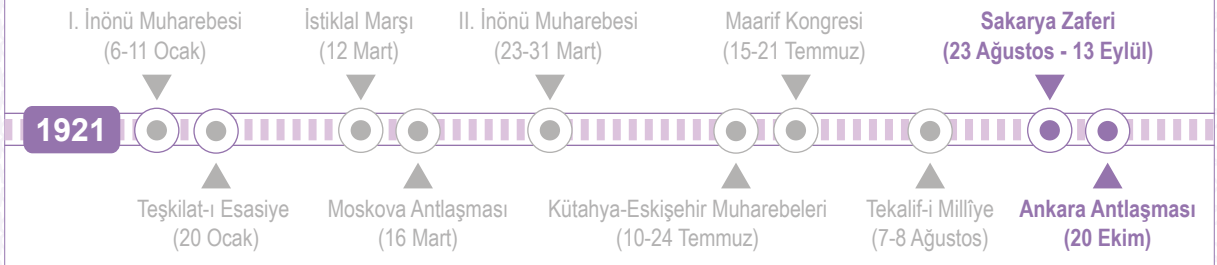 I. İnönü Muharebesi
(6-11 Ocak)
İstiklal Marşı
(12 Mart)
II. İnönü Muharebesi
(23-31 Mart)
Maarif Kongresi
(15-21 Temmuz)
Sakarya Zaferi
(23 Ağustos - 13 Eylül)
1921
Teşkilat-ı Esasiye
(20 Ocak)
Moskova Antlaşması
(16 Mart)
Kütahya-Eskişehir Muharebeleri
(10-24 Temmuz)
Tekalif-i Millîye
(7-8 Ağustos)
Ankara Antlaşması
(20 Ekim)